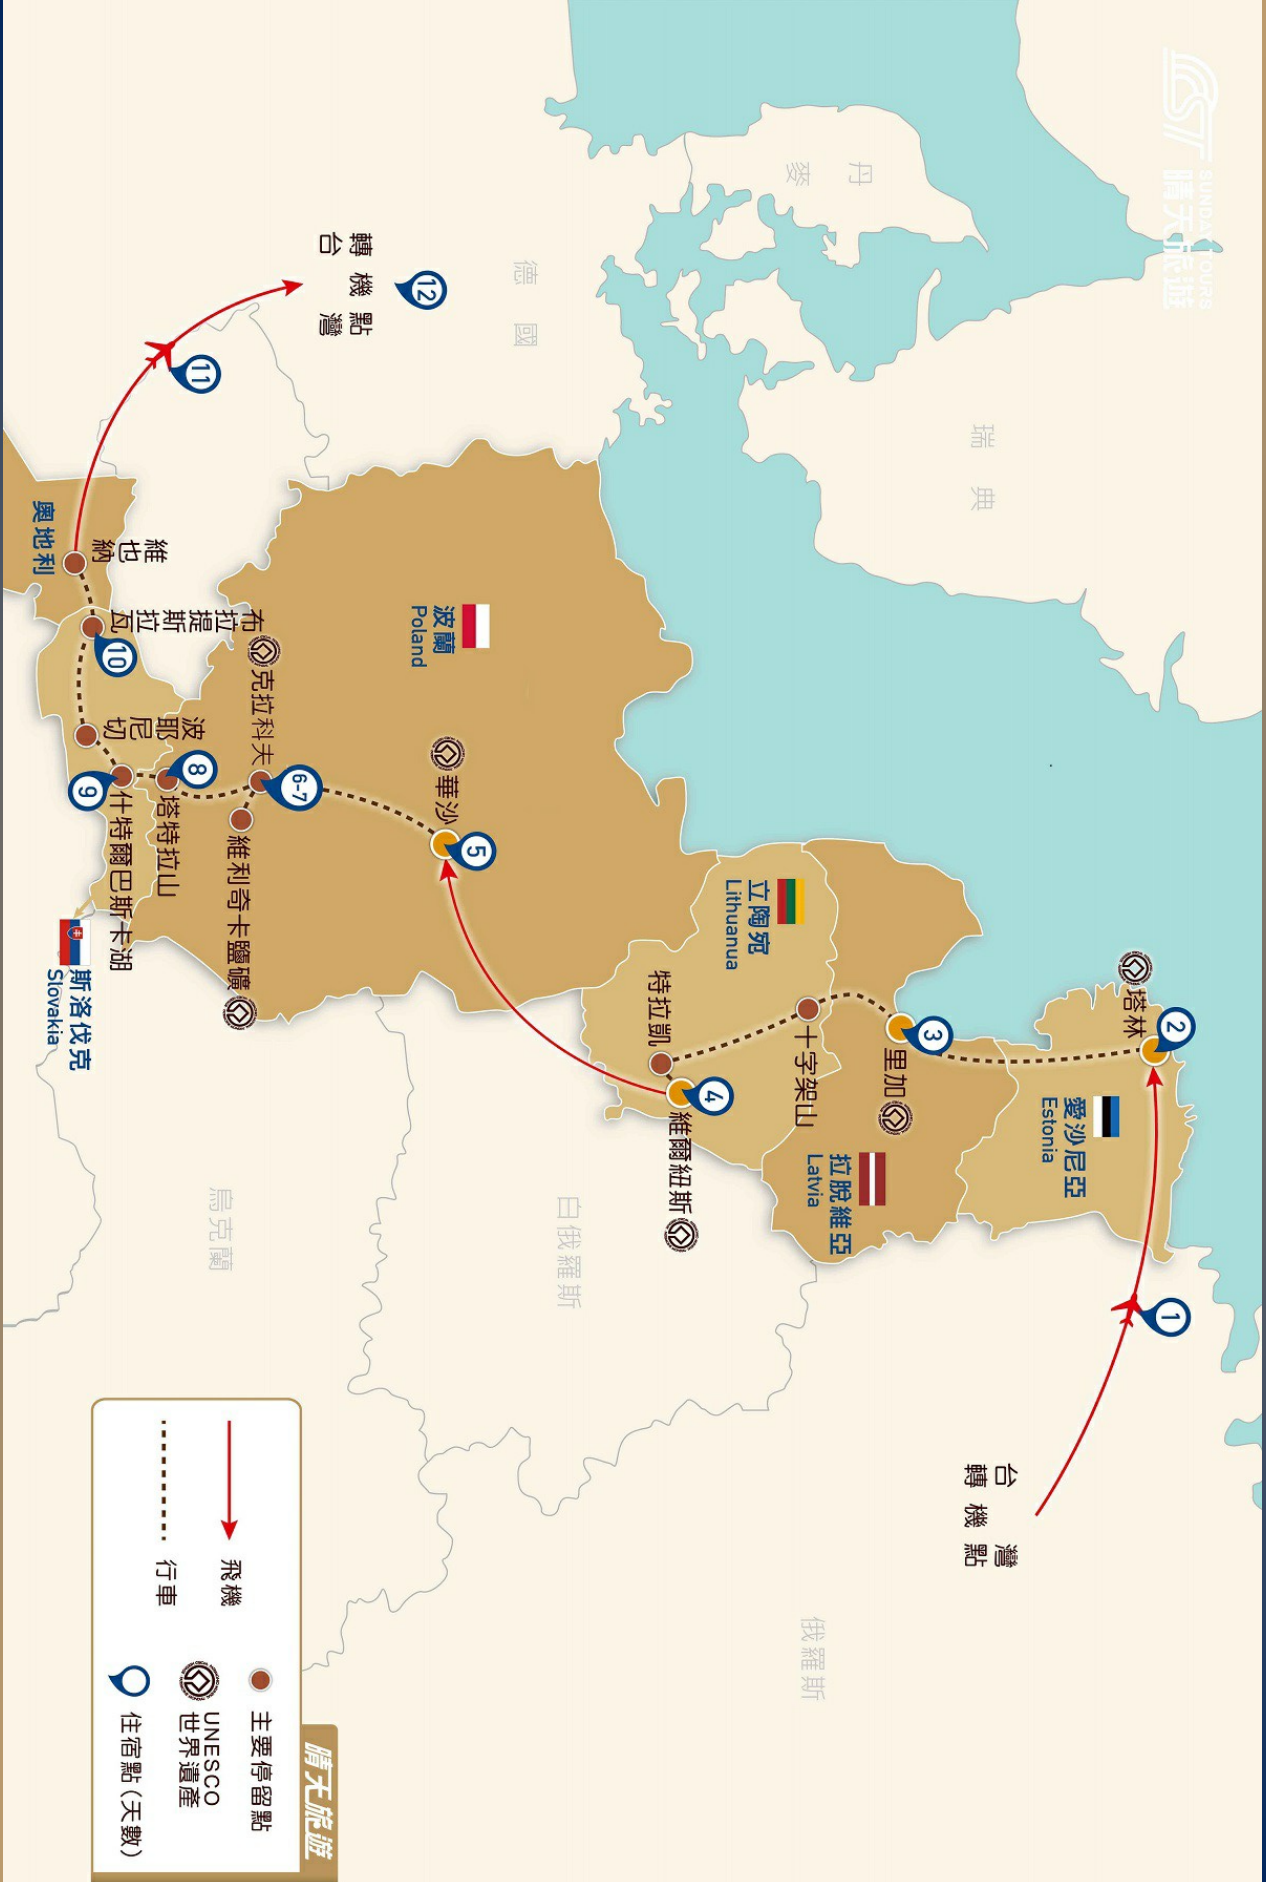 SUNDAY TOURS
晴天旅遊
丹麥
瑞典
德國
台灣
轉機點
1
2
塔林
愛沙尼亞
Estonia
3
里加
拉脫維亞
Latvia
十字架山
立陶宛
Lithuanua
特拉凱
4
維爾紐斯
俄羅斯
白俄羅斯
烏克蘭
波蘭
Poland
華沙
5
克拉科夫
6-7
維利奇卡鹽礦
8
塔特拉山
9
什特爾巴斯卡湖
斯洛伐克
Slovakia
波耶尼切
布拉提斯拉瓦
10
維也納
奧地利
11
12
轉機點
台灣
晴天旅遊
飛機
行車
主要停留點
UNESCO
世界遺產
住宿點(天數)